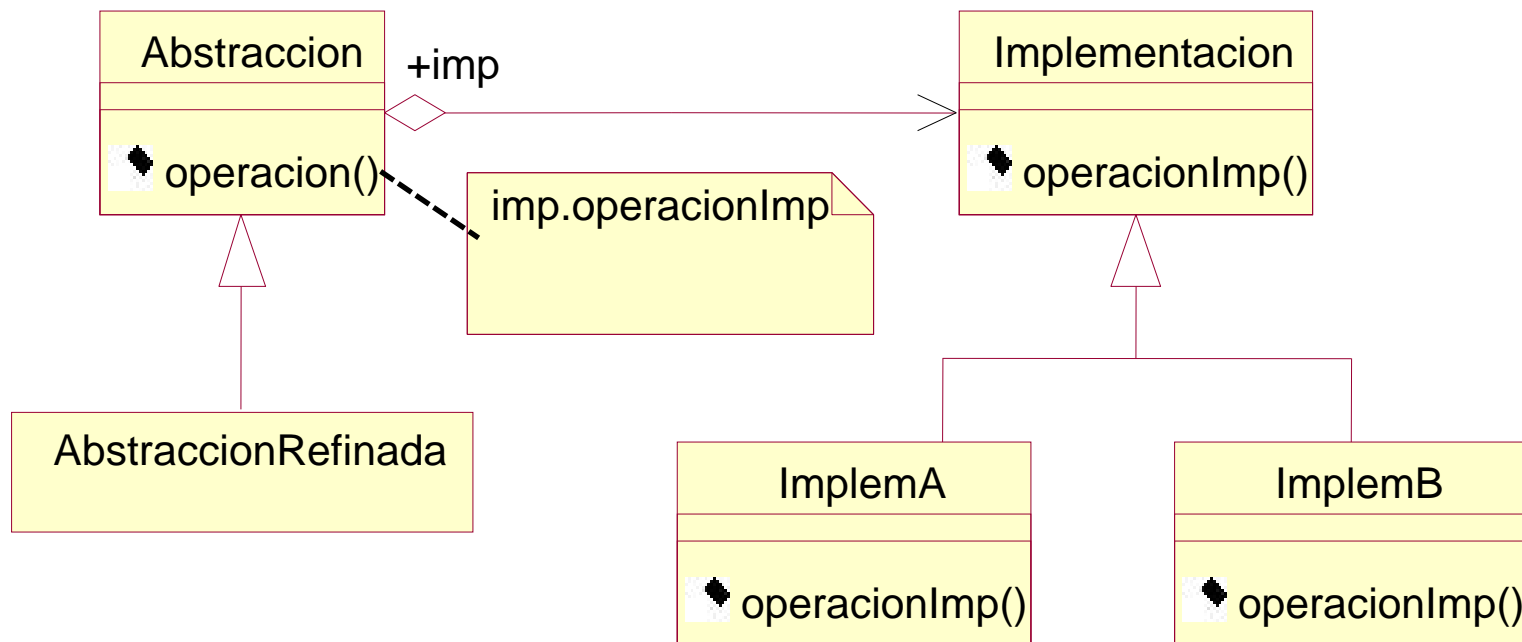 Abstraccion
+imp
Implementacion
operacion()
operacionImp()
imp.operacionImp
AbstraccionRefinada
ImplemA
ImplemB
operacionImp()
operacionImp()